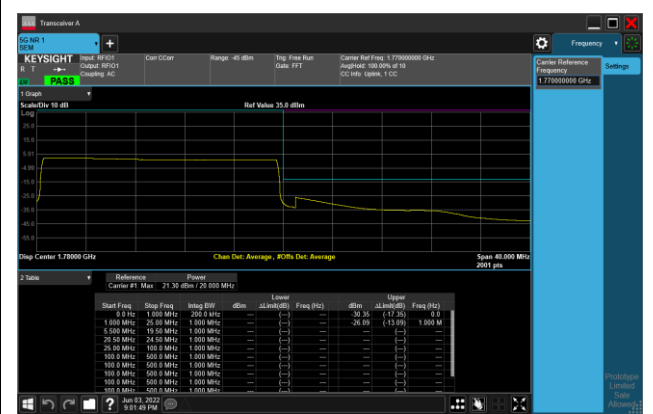 Transceiver A
5G NR 1
SEM
Frequency
KEYSIGHT
R T
PASS
Input: RFIO1
Output: RFIO1
Coupling: AC
Corr CCorr
Range: -45 dBm
Trig: Free Run
Gate: FFT
Carrier Ref Freq: 1.770000000 GHz
Avg|Hold: 100.00% of 10
CC Info: Uplink, 1 CC
Carrier Reference
Frequency
1.770000000 GHz
Settings
1 Graph
Scale/Div 10 dB
Ref Value 35.0 dBm
Log
25.0
15.0
5.01
-4.99
-15.0
-25.0
-35.0
-45.0
-55.0
Disp Center 1.78000 GHz
Chan Det: Average , #Offs Det: Average
Span 40.000 MHz
2001 pts
2 Table
Reference Power
Carrier #1 Max 21.30 dBm / 20.000 MHz
Lower Upper
Start Freq Stop Freq Integ BW dBm ΔLimit(dB) Freq (Hz) dBm ΔLimit(dB) Freq (Hz)
0.0 Hz 1.000 MHz 200.0 kHz --- (---) --- -30.35 (-17.35) 0.0
1.000 MHz 25.00 MHz 1.000 MHz --- (---) --- -26.09 (-13.09) 1.000 M
5.500 MHz 19.50 MHz 1.000 MHz --- (---) --- --- (---) ---
20.50 MHz 24.50 MHz 1.000 MHz --- (---) --- --- (---) ---
25.00 MHz 100.0 MHz 1.000 MHz --- (---) --- --- (---) ---
100.0 MHz 500.0 MHz 1.000 MHz --- (---) --- --- (---) ---
100.0 MHz 500.0 MHz 1.000 MHz --- (---) --- --- (---) ---
100.0 MHz 500.0 MHz 1.000 MHz --- (---) --- --- (---) ---
100.0 MHz 500.0 MHz 1.000 MHz --- (---) --- --- (---) ---
Prototype
Limited
Sale
Allowed
Jun 03, 2022
9:01:49 PM